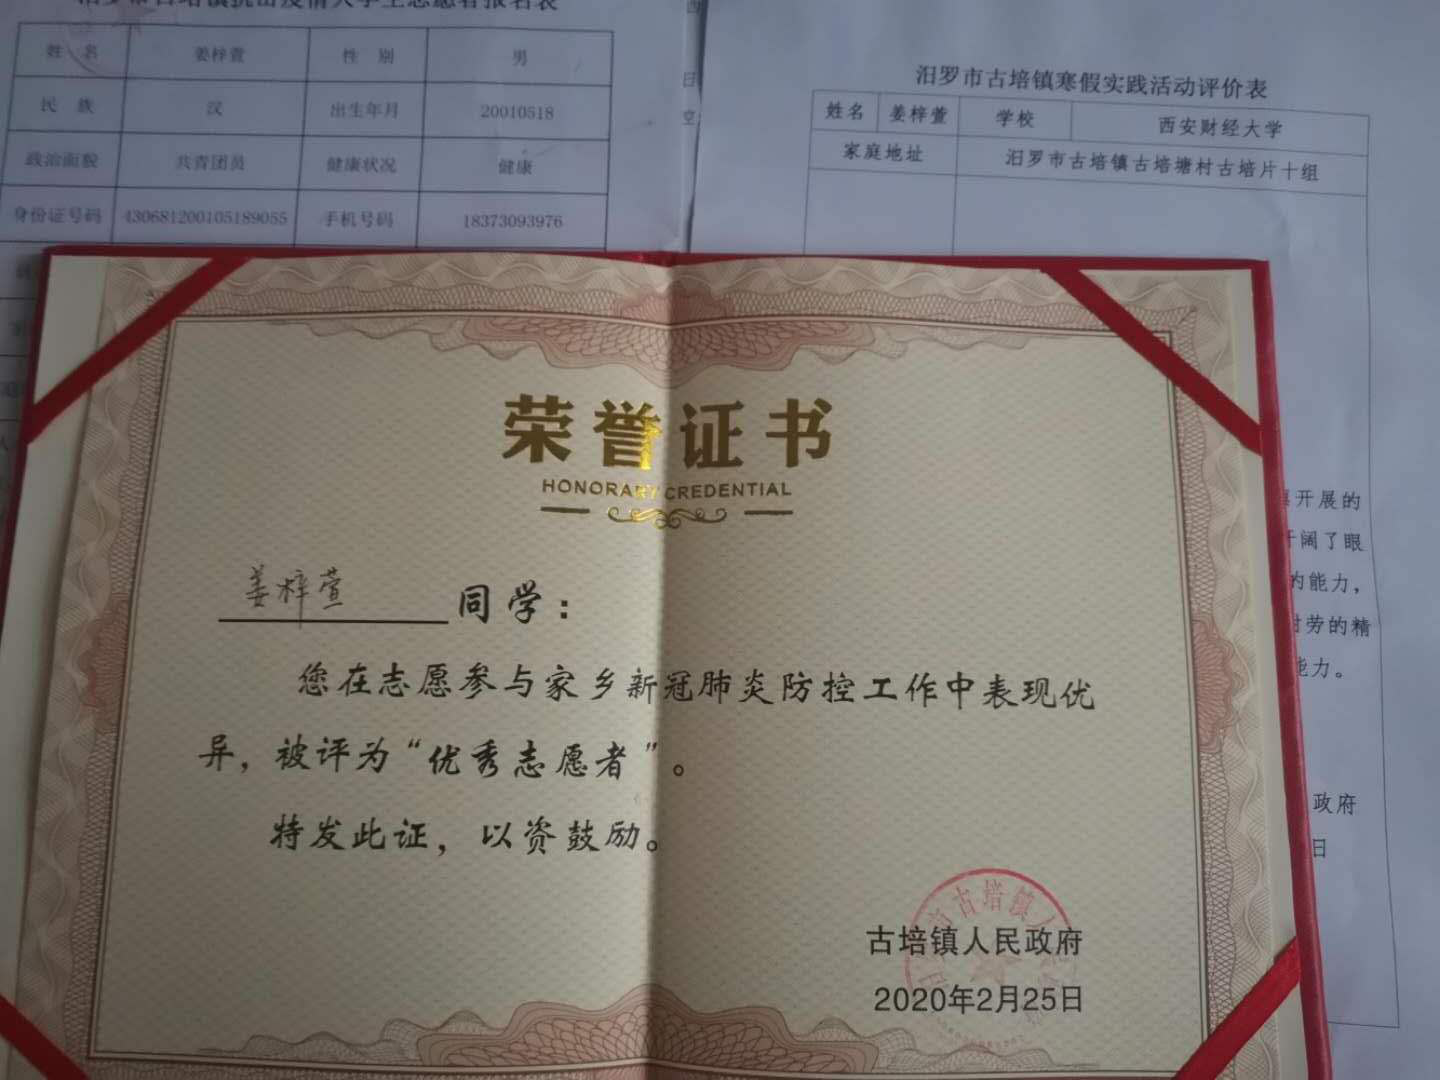 姓 名 姜梓萱 性 别 男
民 族 汉 出生年月 20010518
政治面貌 共青团员 健康状况 健康
身份证号码 430681200105189055 手机号码 18373093976
汨罗市古培镇寒假实践活动评价表
姓名 姜梓萱 学校 西安财经大学
家庭地址 汨罗市古培镇古培塘村古培片十组
开展的
阔了眼
的能力，
劳的精
能力。
政府
日
荣誉证书
HONORARY CREDENTIAL
姜梓萱 同学：
您在志愿参与家乡新冠肺炎防控工作中表现优
异，被评为“优秀志愿者”。
特发此证，以资鼓励。
古培镇人民政府
2020年2月25日